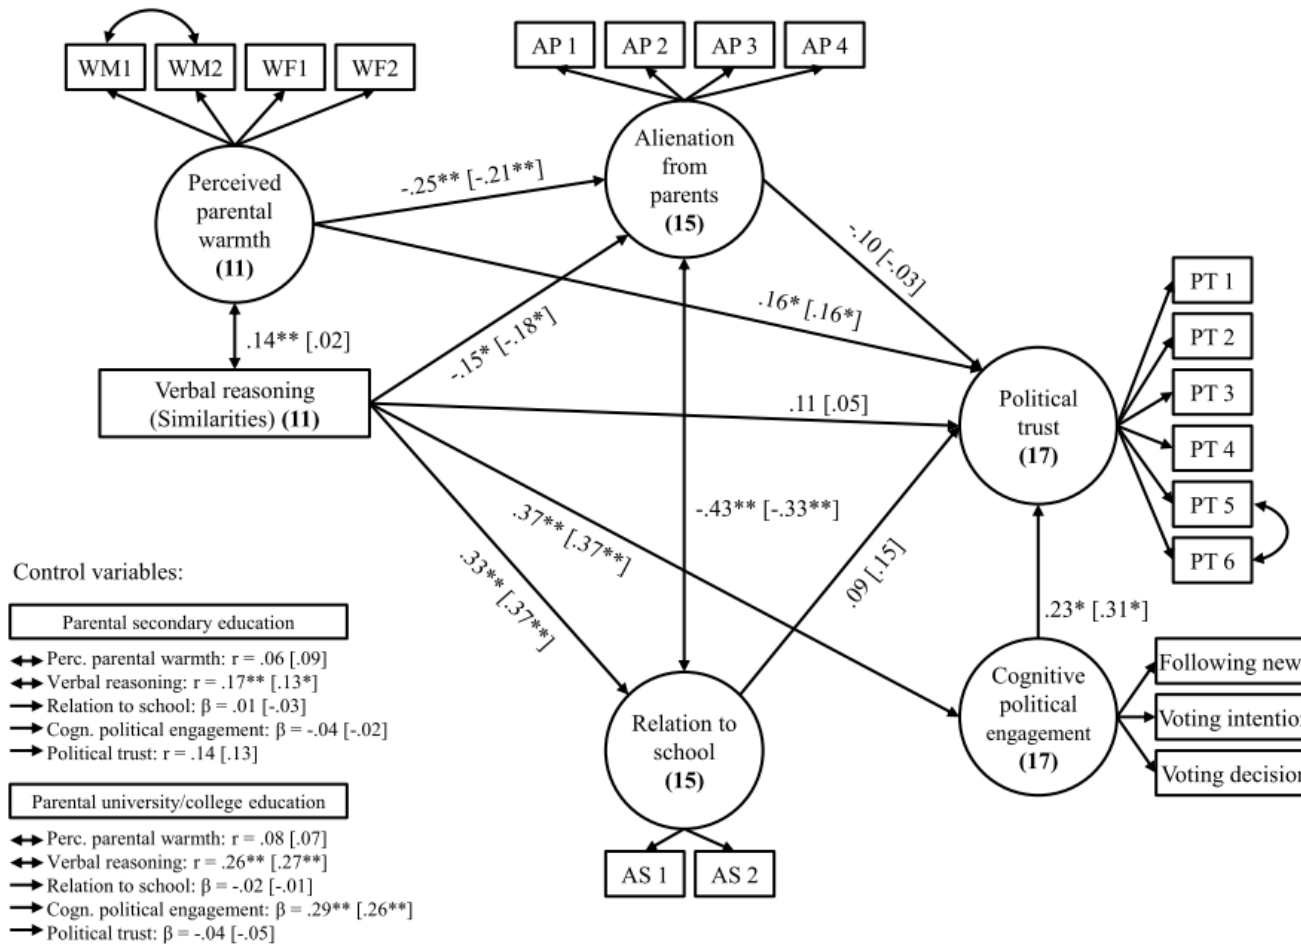 WM1
WM2
WF1
WF2
AP 1
AP 2
AP 3
AP 4
Perceived
parental
warmth
(11)
Alienation
from
parents
(15)
-.25** [-.21**]
-.10 [-.03]
.16* [.16*]
.14** [.02]
-.15* [-.18*]
Verbal reasoning
(Similarities) (11)
.11 [.05]
Political
trust
(17)
PT 1
PT 2
PT 3
PT 4
PT 5
PT 6
-.43** [-.33**]
.37** [.37**]
.33** [.37**]
.09 [.15]
.23* [.31*]
Relation to
school
(15)
AS 1
AS 2
Cognitive
political
engagement
(17)
Following new
Voting intention
Voting decision
Control variables:
Parental secondary education
Perc. parental warmth: r = .06 [.09]
Verbal reasoning: r = .17** [.13*]
Relation to school: β = .01 [-.03]
Cogn. political engagement: β = -.04 [-.02]
Political trust: r = .14 [.13]
Parental university/college education
Perc. parental warmth: r = .08 [.07]
Verbal reasoning: r = .26** [.27**]
Relation to school: β = -.02 [-.01]
Cogn. political engagement: β = .29** [.26**]
Political trust: β = -.04 [-.05]